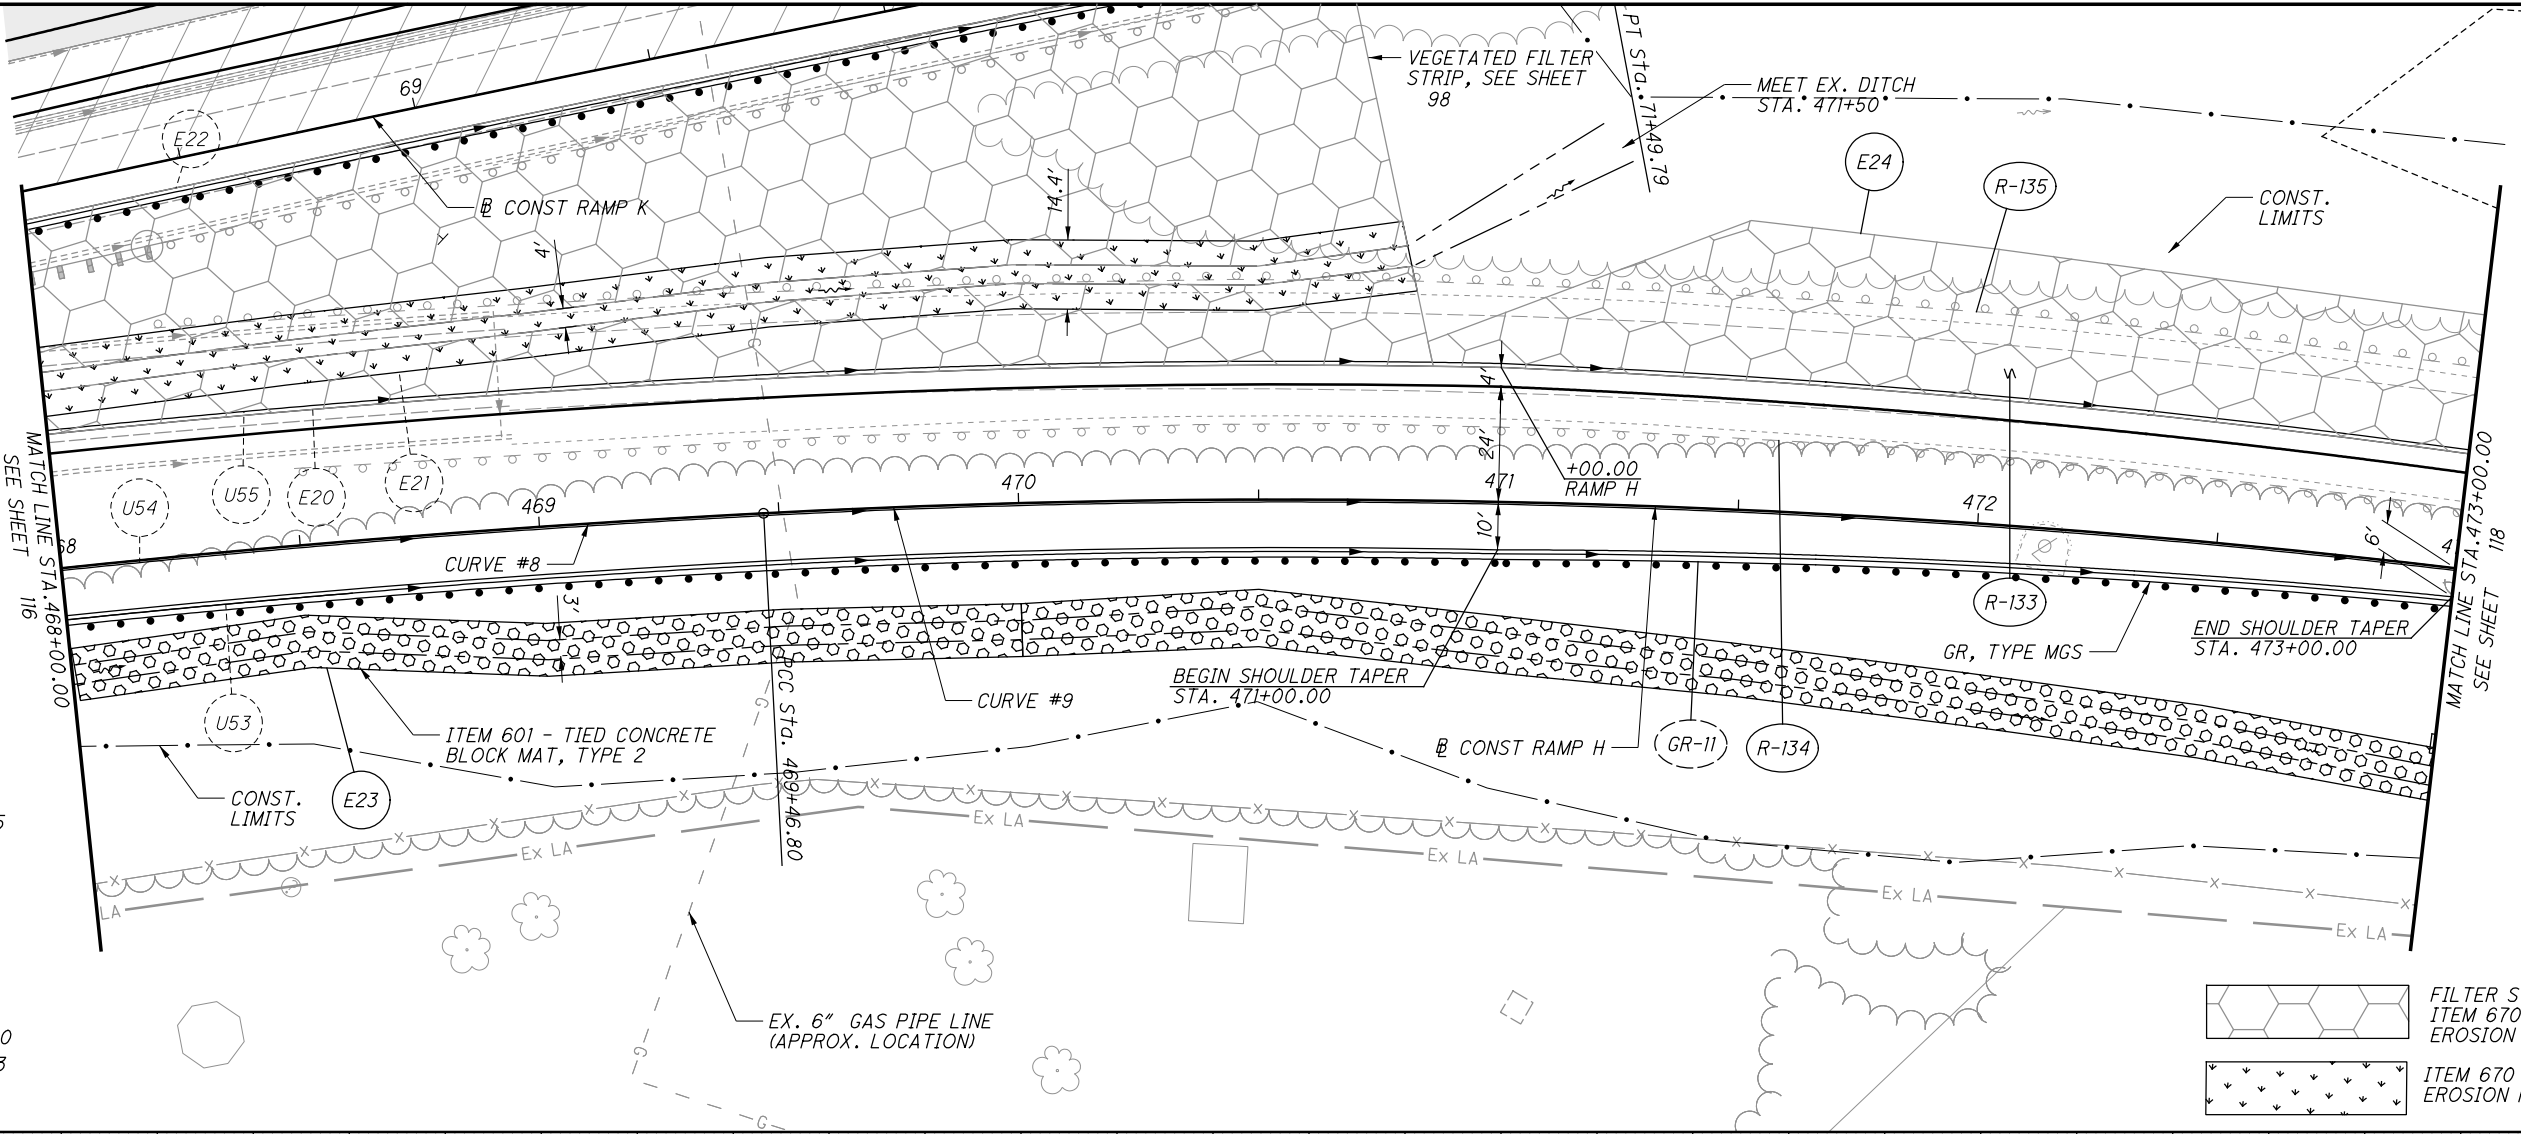 69
E22
℄ CONST RAMP K
VEGETATED FILTER
STRIP, SEE SHEET
98
PT Sta. 71+49.79
MEET EX. DITCH
STA. 471+50
E24
R-135
CONST.
LIMITS
14.4'
4'
4'
24'
10'
+00.00
RAMP H
MATCH LINE STA.468+00.00
SEE SHEET
116
68
U54
U55
E20
E21
469
470
471
472
CURVE #8
CURVE #9
3'
6'
4
MATCH LINE STA.473+00.00
SEE SHEET
118
R-133
GR, TYPE MGS
END SHOULDER TAPER
STA. 473+00.00
BEGIN SHOULDER TAPER
STA. 471+00.00
PCC Sta. 469+46.80
U53
ITEM 601 - TIED CONCRETE
BLOCK MAT, TYPE 2
℄ CONST RAMP H
GR-11
R-134
CONST.
LIMITS
E23
LA
Ex LA
Ex LA
Ex LA
Ex LA
Ex LA
G
G
G
G
EX. 6" GAS PIPE LINE
(APPROX. LOCATION)
FILTER S
ITEM 670
EROSION
ITEM 670
EROSION